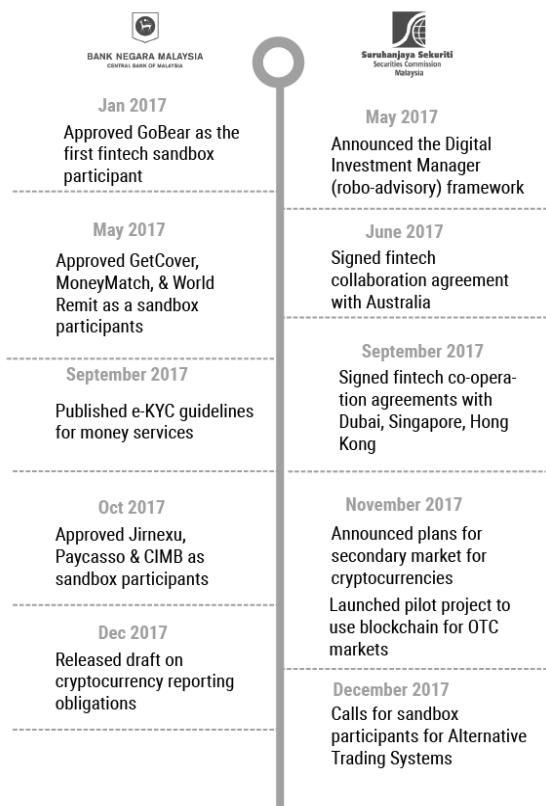 BANK NEGARA MALAYSIA
CENTRAL BANK OF MALAYSIA
Jan 2017
Approved GoBear as the
first fintech sandbox
participant
May 2017
Approved GetCover,
MoneyMatch, & World
Remit as a sandbox
participants
September 2017
Published e-KYC guidelines
for money services
Oct 2017
Approved Jirnexu,
Paycasso & CIMB as
sandbox participants
Dec 2017
Released draft on
cryptocurrency reporting
obligations
Suruhanjaya Sekuriti
Securities Commission
Malaysia
May 2017
Announced the Digital
Investment Manager
(robo-advisory) framework
June 2017
Signed fintech
collaboration agreement
with Australia
September 2017
Signed fintech co-opera-
tion agreements with
Dubai, Singapore, Hong
Kong
November 2017
Announced plans for
secondary market for
cryptocurrencies
Launched pilot project to
use blockchain for OTC
markets
December 2017
Calls for sandbox
participants for Alternative
Trading Systems